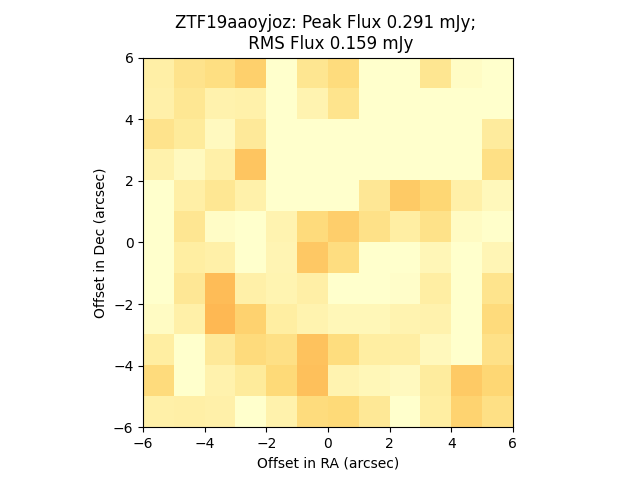 ZTF19aaoyjoz: Peak Flux 0.291 mJy;
RMS Flux 0.159 mJy
6
4
2
0
−2
−4
−6
Offset in Dec (arcsec)
−6 −4 −2 0 2 4 6
Offset in RA (arcsec)